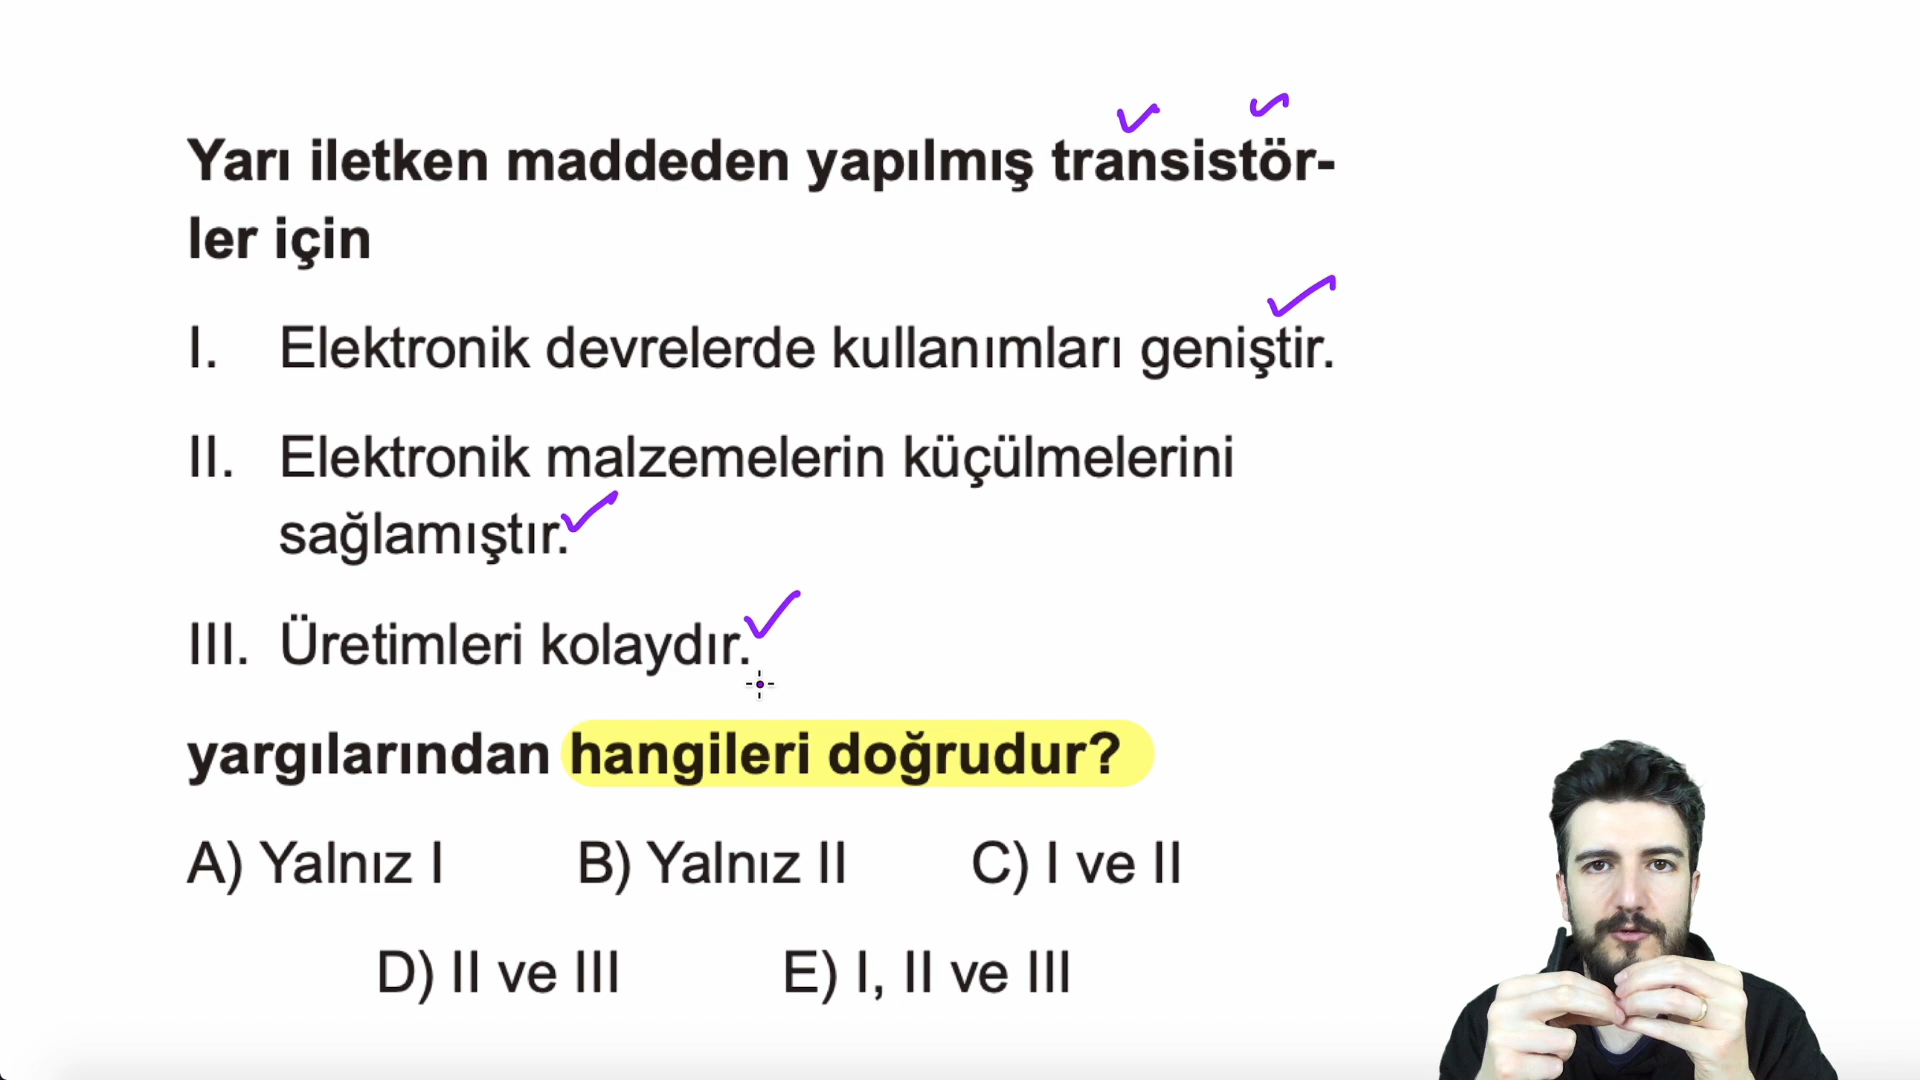 Yarı iletken maddeden yapılmış transistör-
ler için
I. Elektronik devrelerde kullanımları geniştir.
II. Elektronik malzemelerin küçülmelerini
sağlamıştır.
III. Üretimleri kolaydır.
yargılarından hangileri doğrudur?
A) Yalnız I B) Yalnız II C) I ve II
D) II ve III E) I, II ve III